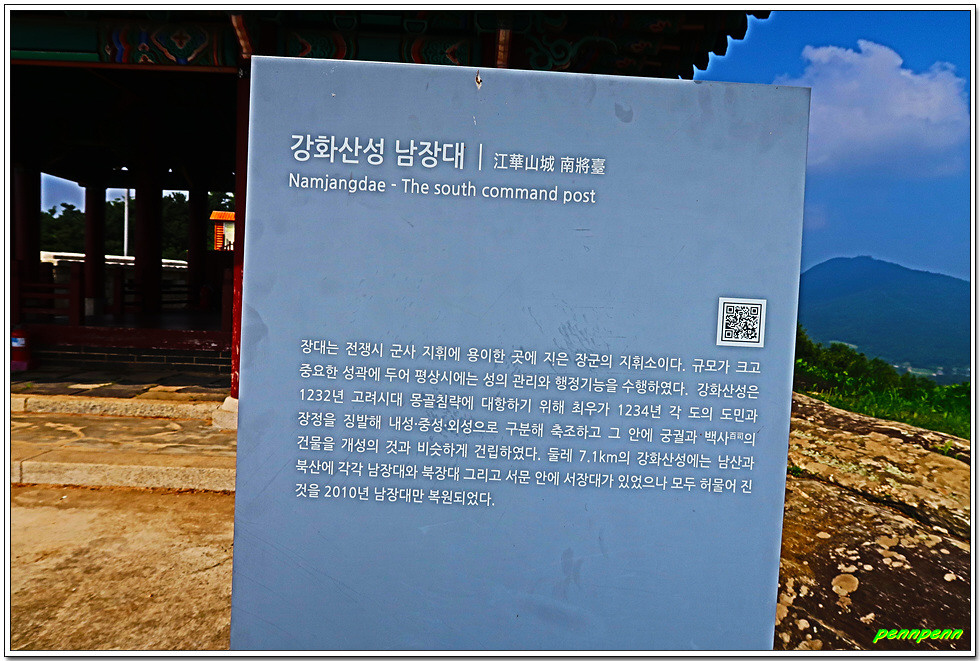 강화산성 남장대 | 江華山城 南將臺
Namjangdae - The south command post
장대는 전쟁시 군사 지휘에 용이한 곳에 지은 장군의 지휘소이다. 규모가 크고
중요한 성곽에 두어 평상시에는 성의 관리와 행정기능을 수행하였다. 강화산성은
1232년 고려시대 몽골침략에 대항하기 위해 최우가 1234년 각 도의 도민과
장정을 징발해 내성·중성·외성으로 구분해 축조하고 그 안에 궁궐과 백사百司의
건물을 개성의 것과 비슷하게 건립하였다. 둘레 7.1km의 강화산성에는 남산과
북산에 각각 남장대와 북장대 그리고 서문 안에 서장대가 있었으나 모두 허물어 진
것을 2010년 남장대만 복원되었다.
pennpenn